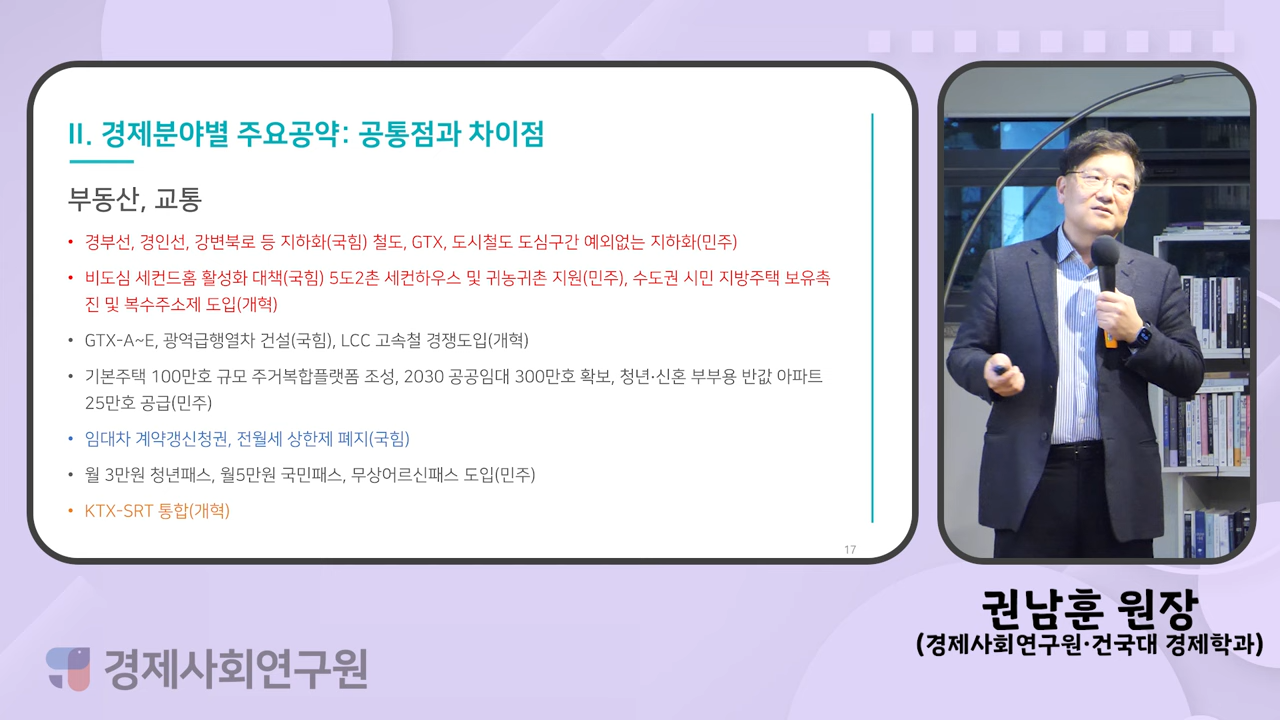 II. 경제분야별 주요공약: 공통점과 차이점
부동산, 교통
• 경부선, 경인선, 강변북로 등 지하화(국힘) 철도, GTX, 도시철도 도심구간 예외없는 지하화(민주)
• 비도심 세컨드홈 활성화 대책(국힘) 5도2촌 세컨하우스 및 귀농귀촌 지원(민주), 수도권 시민 지방주택 보유촉
진 및 복수주소제 도입(개혁)
• GTX-A~E, 광역급행열차 건설(국힘), LCC 고속철 경쟁도입(개혁)
• 기본주택 100만호 규모 주거복합플랫폼 조성, 2030 공공임대 300만호 확보, 청년·신혼 부부용 반값 아파트
25만호 공급(민주)
• 임대차 계약갱신청권, 전월세 상한제 폐지(국힘)
• 월 3만원 청년패스, 월5만원 국민패스, 무상어르신패스 도입(민주)
• KTX-SRT 통합(개혁)
17
권남훈 원장
(경제사회연구원·건국대 경제학과)
경제사회연구원